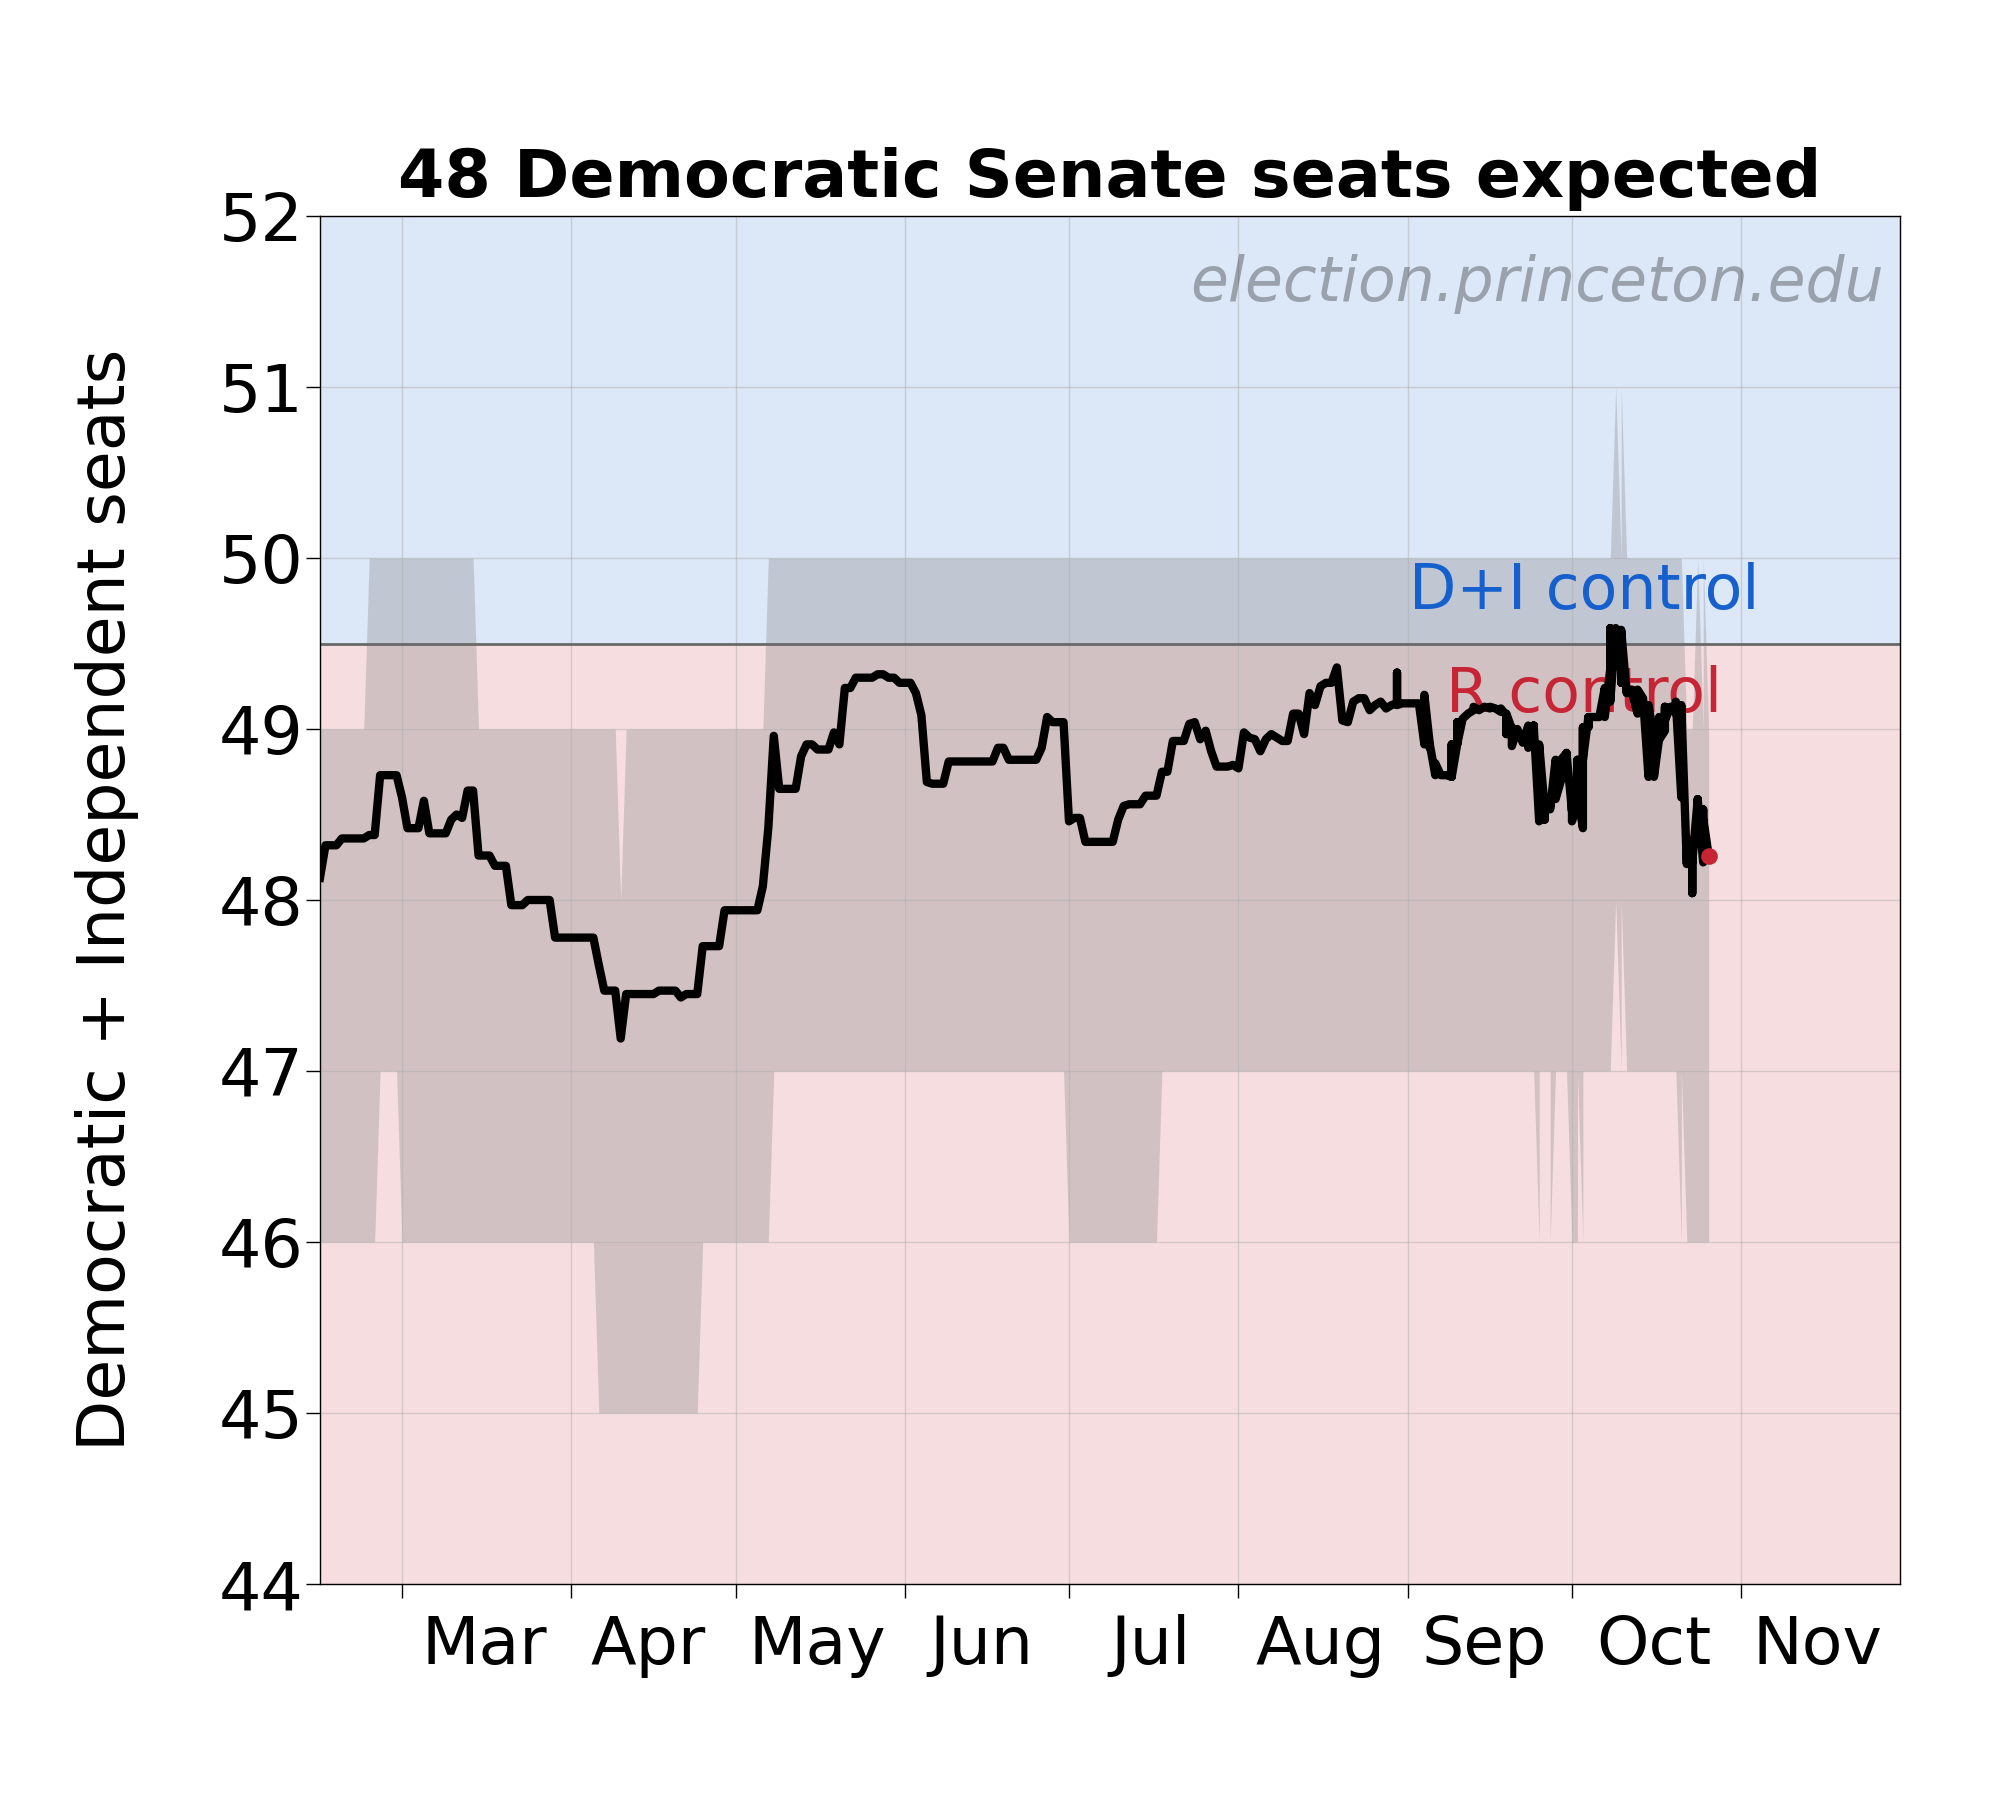 48 Democratic Senate seats expected
election.princeton.edu
Democratic + Independent seats
52
51
50
49
48
47
46
45
44
D+I control
R control
Mar Apr May Jun Jul Aug Sep Oct Nov